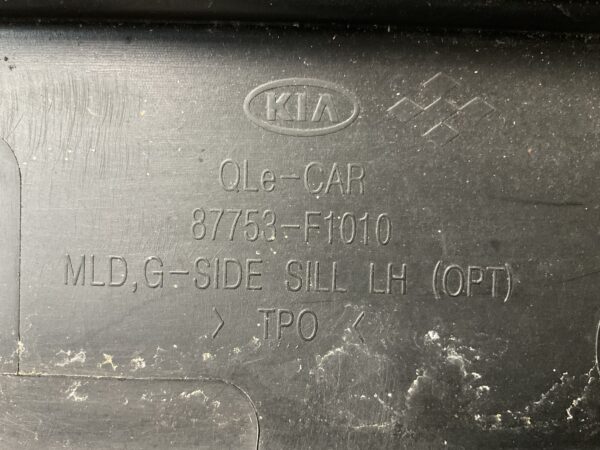 KIA
QLe-CAR
87753-F1010
MLD,G-SIDE SILL LH (OPT)
> TPO <